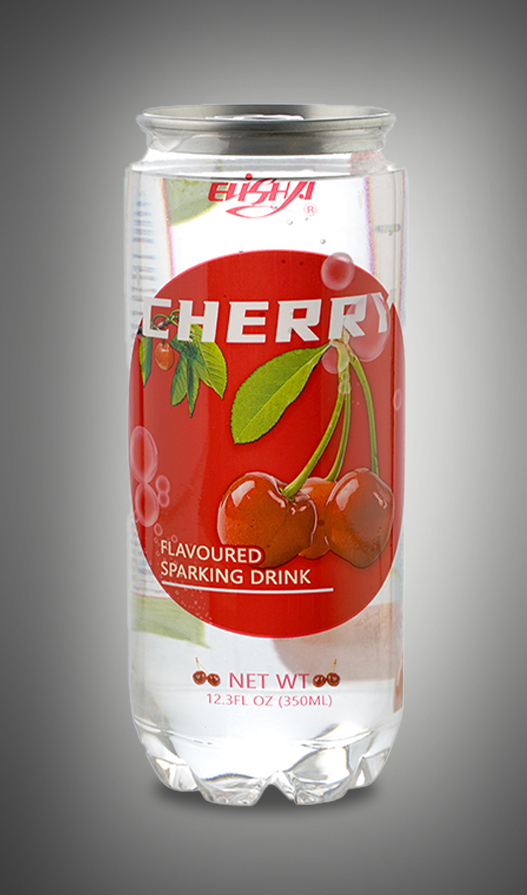 ELISHA
®
CHERRY
FLAVOURED
SPARKING DRINK
NET WT
12.3FL OZ (350ML)